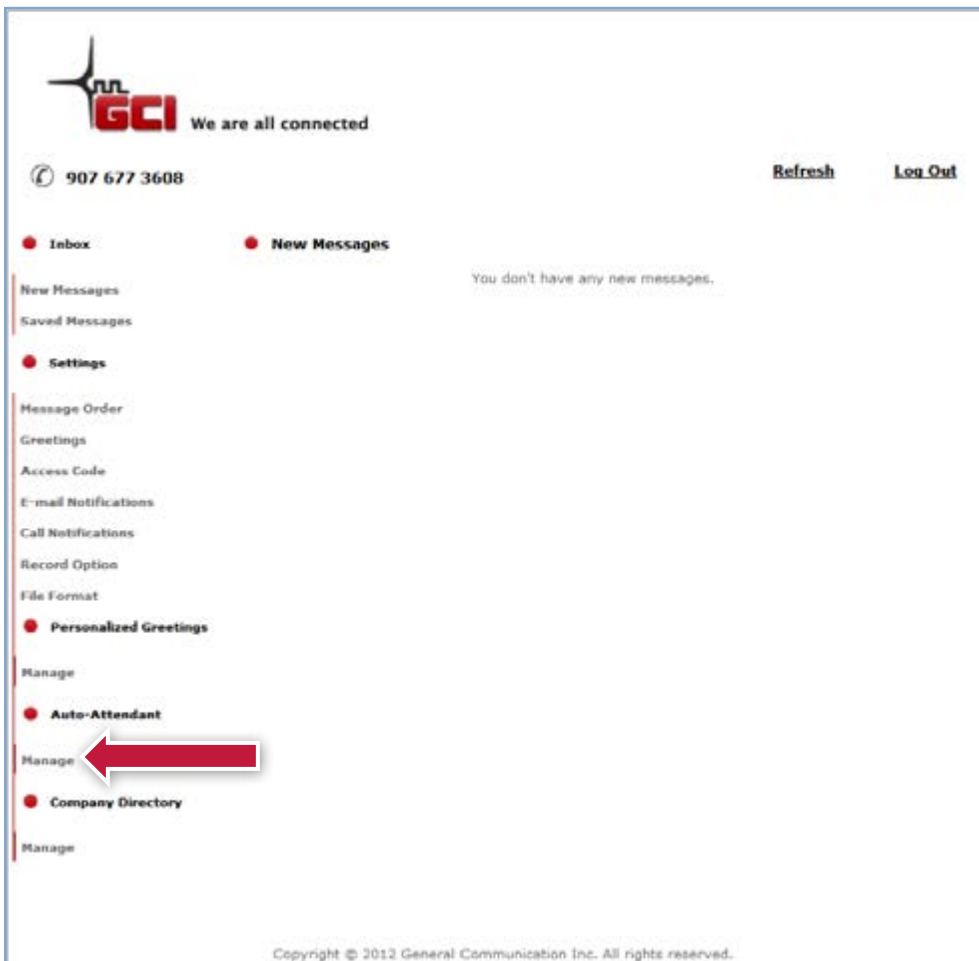 GCI We are all connected
907 677 3608
Refresh Log Out
Inbox
New Messages
You don't have any new messages.
New Messages
Saved Messages
Settings
Message Order
Greetings
Access Code
E-mail Notifications
Call Notifications
Record Option
File Format
Personalized Greetings
Manage
Auto-Attendant
Manage
Company Directory
Manage
Copyright © 2012 General Communication Inc. All rights reserved.